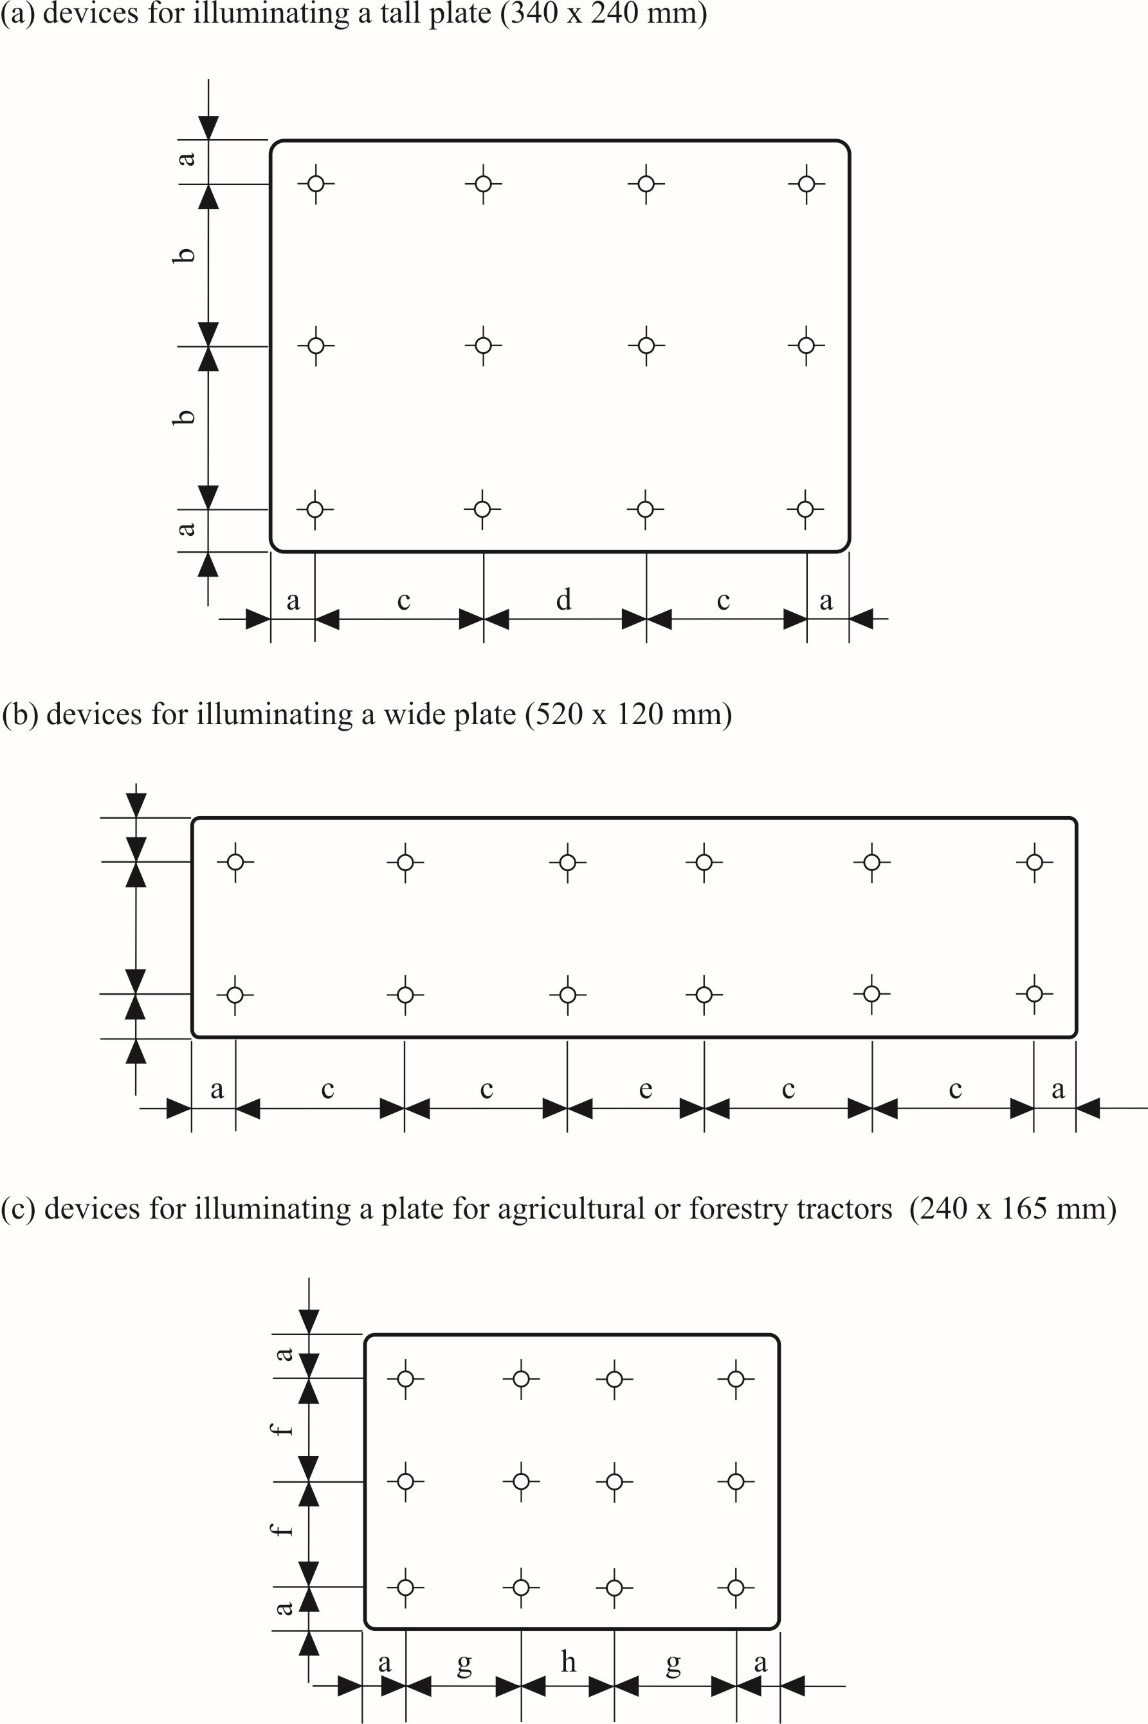 (a) devices for illuminating a tall plate (340 x 240 mm)
a
b
b
a
a c d c a
(b) devices for illuminating a wide plate (520 x 120 mm)
a c c e c c a
(c) devices for illuminating a plate for agricultural or forestry tractors (240 x 165 mm)
a
f
f
a
a g h g a